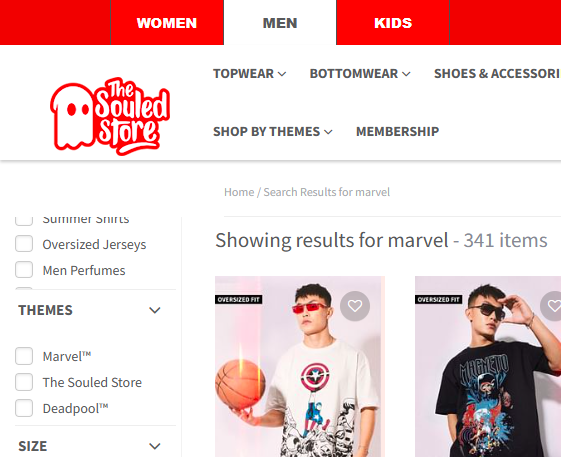 WOMEN
MEN
KIDS
The
Souled
Store
TOPWEAR
BOTTOMWEAR
SHOES & ACCESSORI
SHOP BY THEMES
MEMBERSHIP
Home / Search Results for marvel
Summer Shirts
Oversized Jerseys
Men Perfumes
THEMES
Marvel™
The Souled Store
Deadpool™
SIZE
Showing results for marvel - 341 items
OVERSIZED FIT
OVERSIZED FIT
MAGNETO